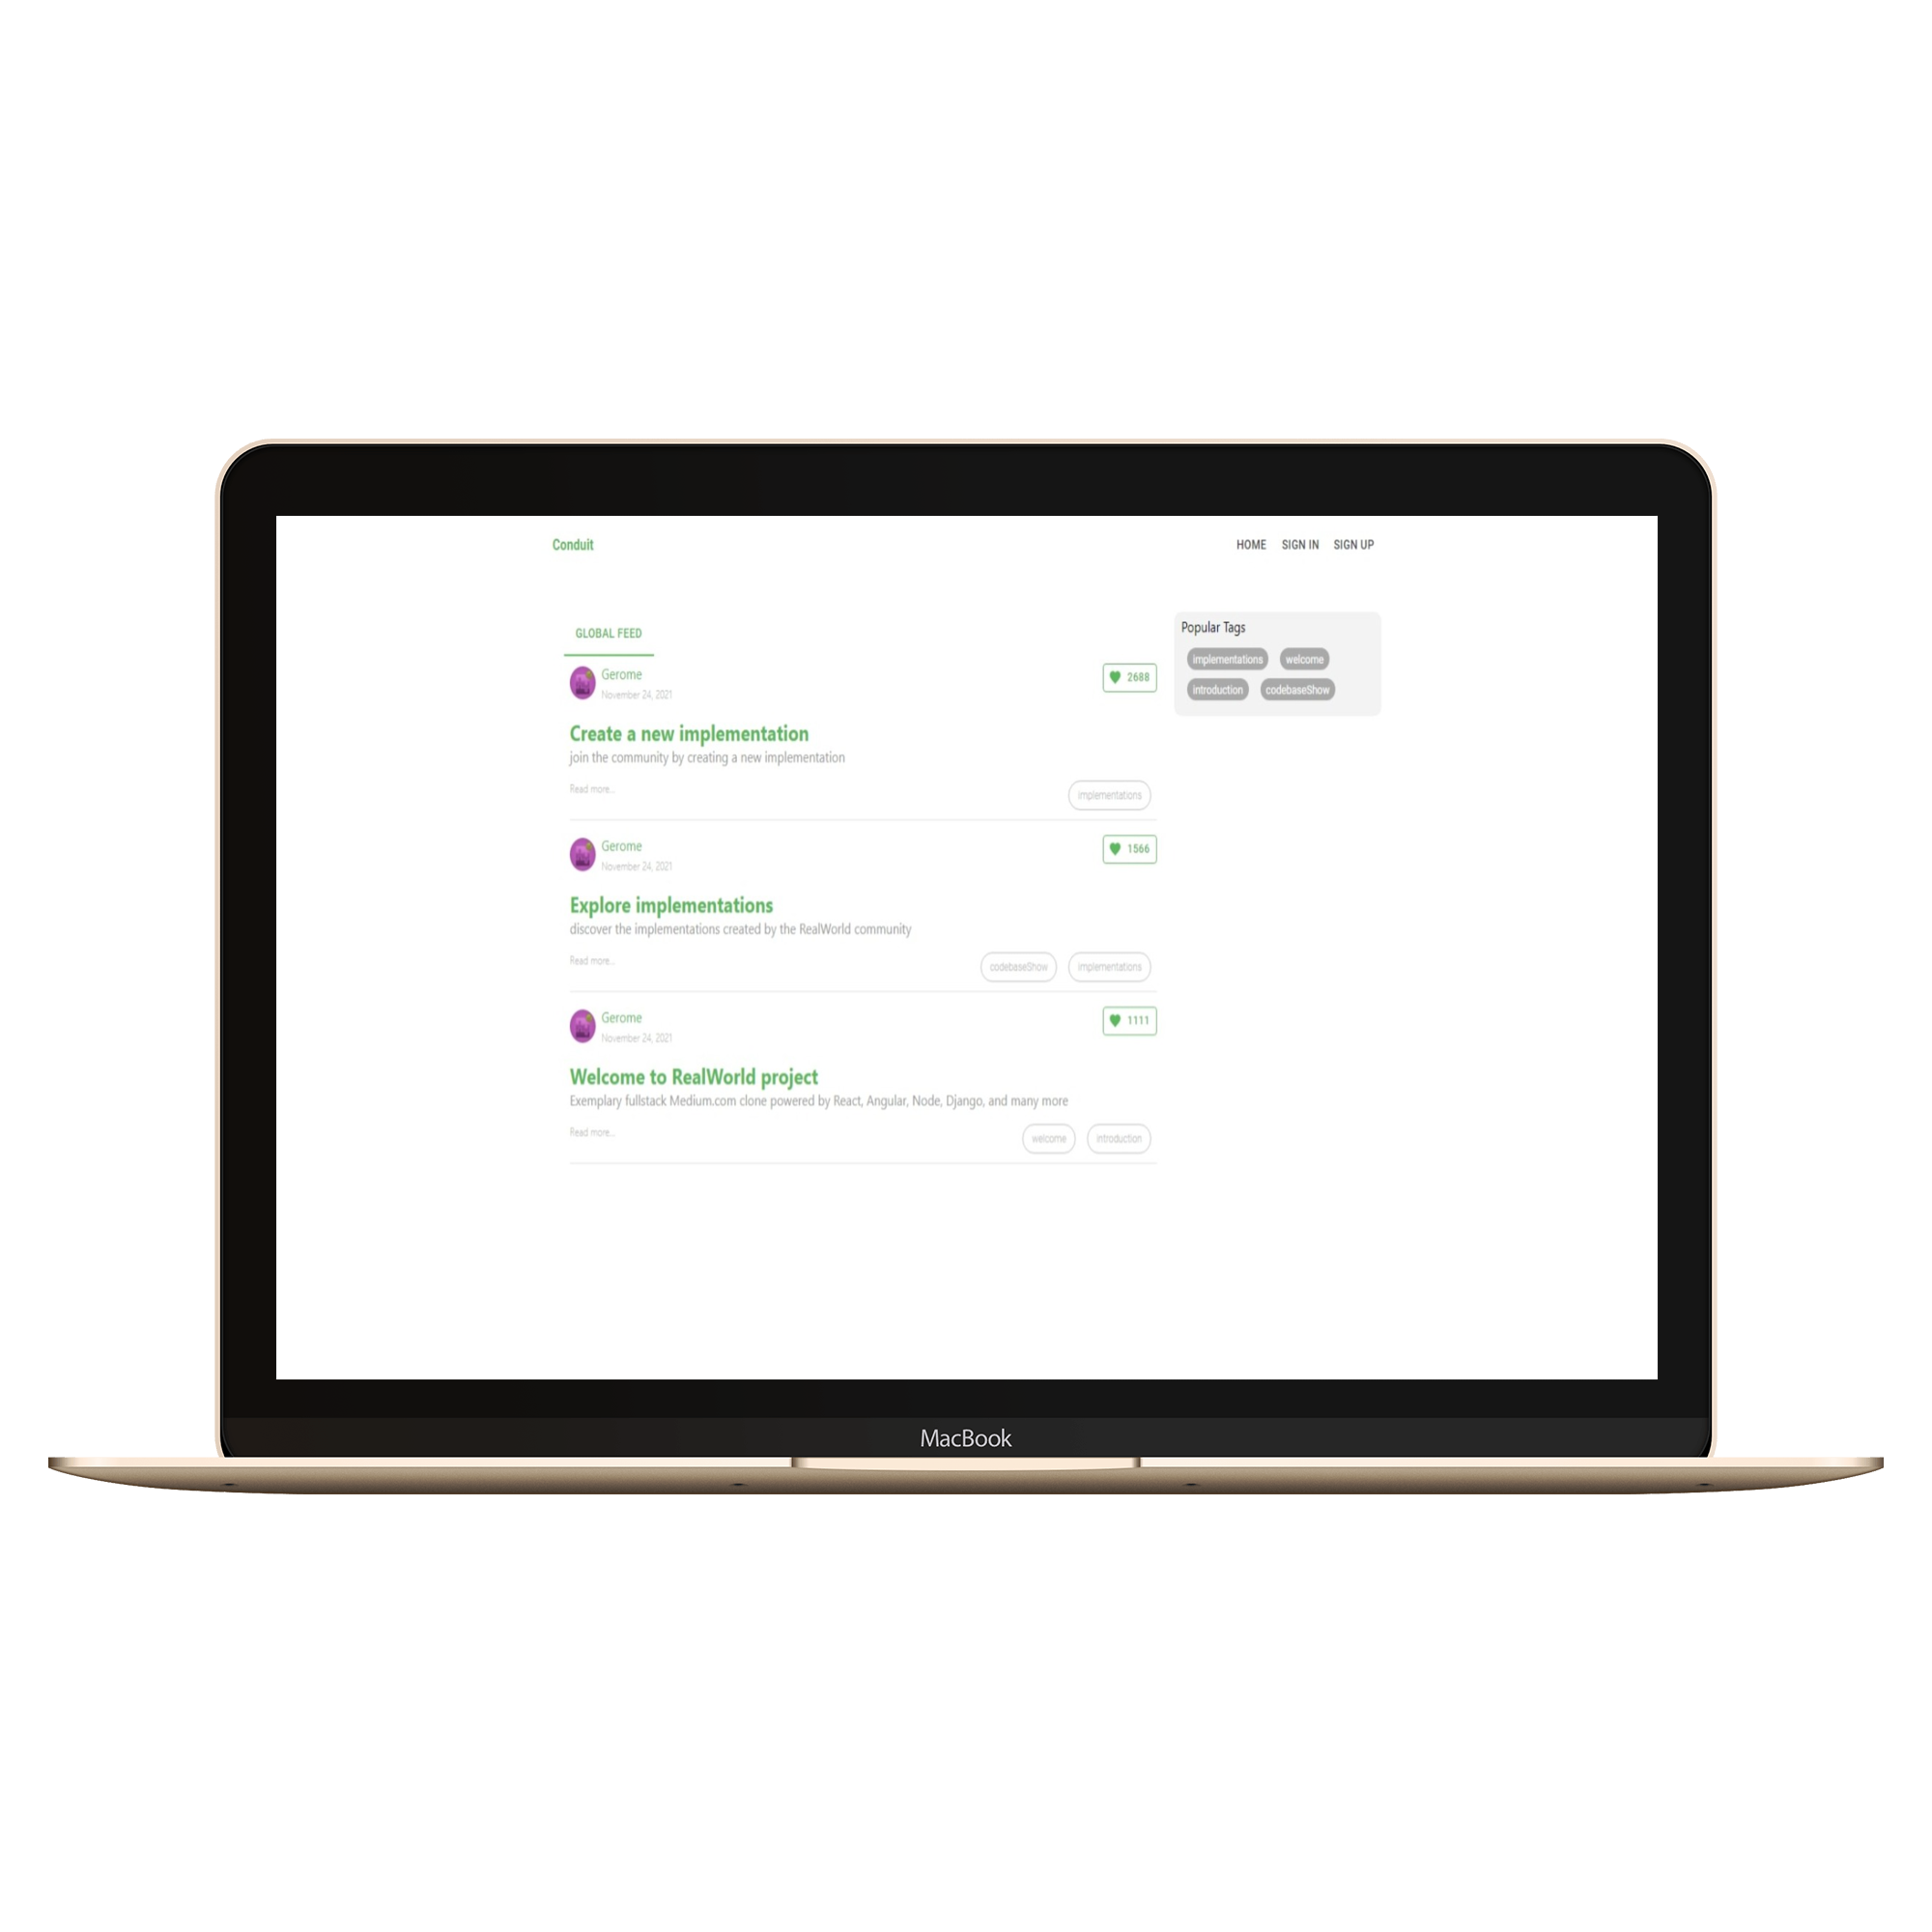 Conduit
HOME SIGN IN SIGN UP
GLOBAL FEED
Gerome
November 24, 2021
2688
Create a new implementation
join the community by creating a new implementation
Read more...
implementations
Gerome
November 24, 2021
1566
Explore implementations
discover the implementations created by the RealWorld community
Read more...
codebaseShow implementations
Gerome
November 24, 2021
1111
Welcome to RealWorld project
Exemplary fullstack Medium.com clone powered by React, Angular, Node, Django, and many more
Read more...
welcome introduction
Popular Tags
implementations welcome
introduction codebaseShow
MacBook